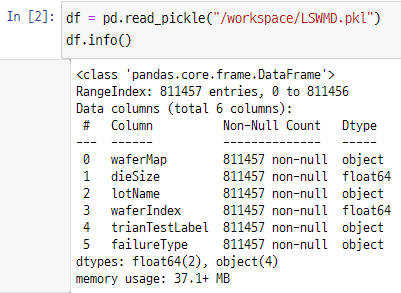 In [2]: df = pd.read_pickle("/workspace/LSWMD.pkl")
df.info()
<class 'pandas.core.frame.DataFrame'>
RangeIndex: 811457 entries, 0 to 811456
Data columns (total 6 columns):
 #   Column          Non-Null Count   Dtype
---  ------          --------------   -----
 0   waferMap        811457 non-null  object
 1   dieSize         811457 non-null  float64
 2   lotName         811457 non-null  object
 3   waferIndex      811457 non-null  float64
 4   trianTestLabel  811457 non-null  object
 5   failureType     811457 non-null  object
dtypes: float64(2), object(4)
memory usage: 37.1+ MB